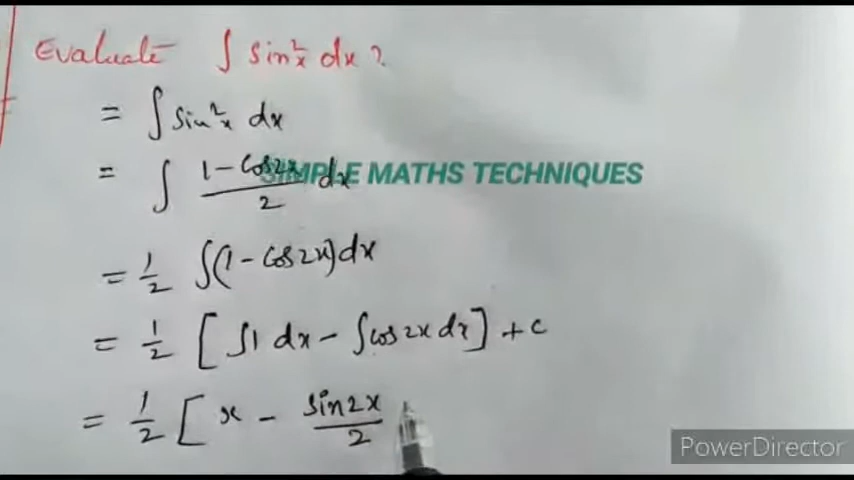 Evaluate ∫ sin²x dx ?
= ∫ sin²x dx
= ∫ (1 - cos2x)/2 dx
SIMPLE MATHS TECHNIQUES
= 1/2 ∫(1 - cos2x)dx
= 1/2 [∫1 dx - ∫cos2x dx] + c
= 1/2 [ x - sin2x/2
PowerDirector